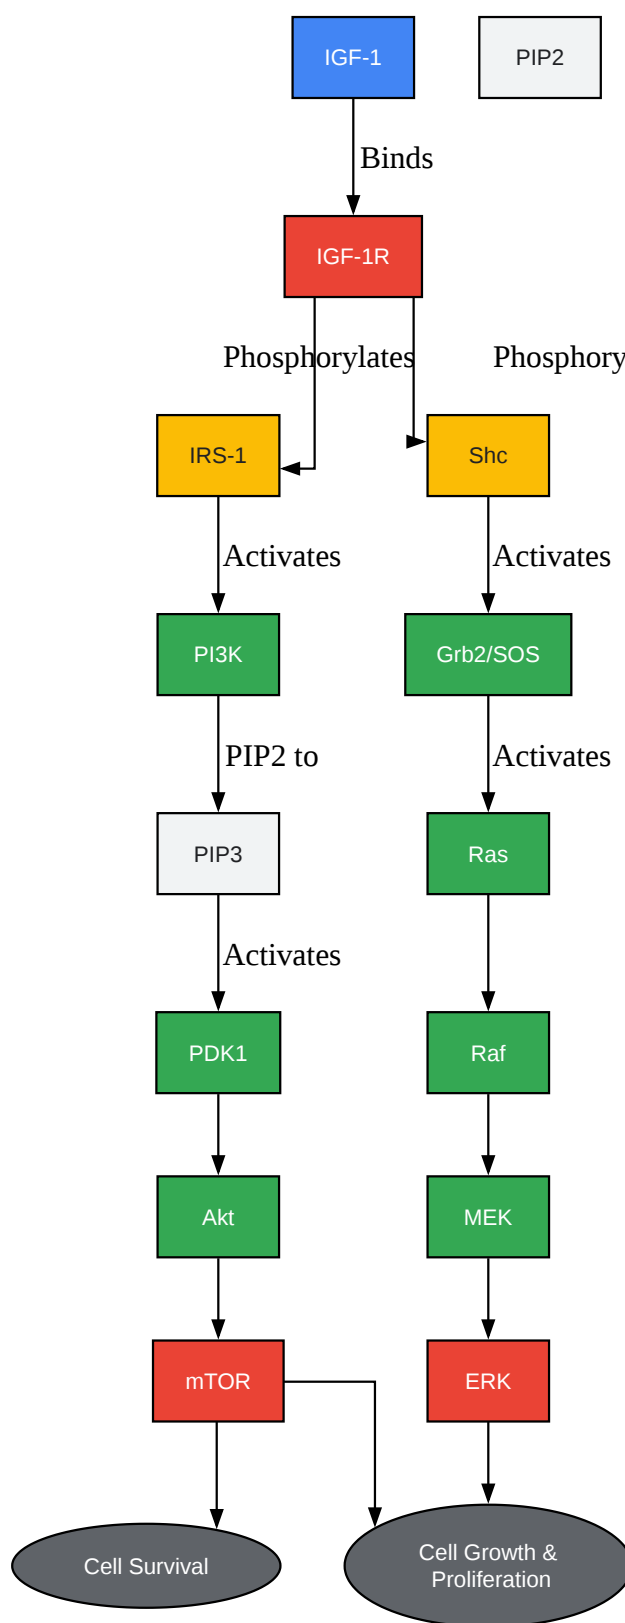 IGF-1
PIP2
Binds
IGF-1R
Phosphorylates
Phosphory
IRS-1
Shc
Activates
Activates
PI3K
Grb2/SOS
PIP2 to
Activates
PIP3
Ras
Activates
PDK1
Raf
Akt
MEK
mTOR
ERK
Cell Survival
Cell Growth &
Proliferation